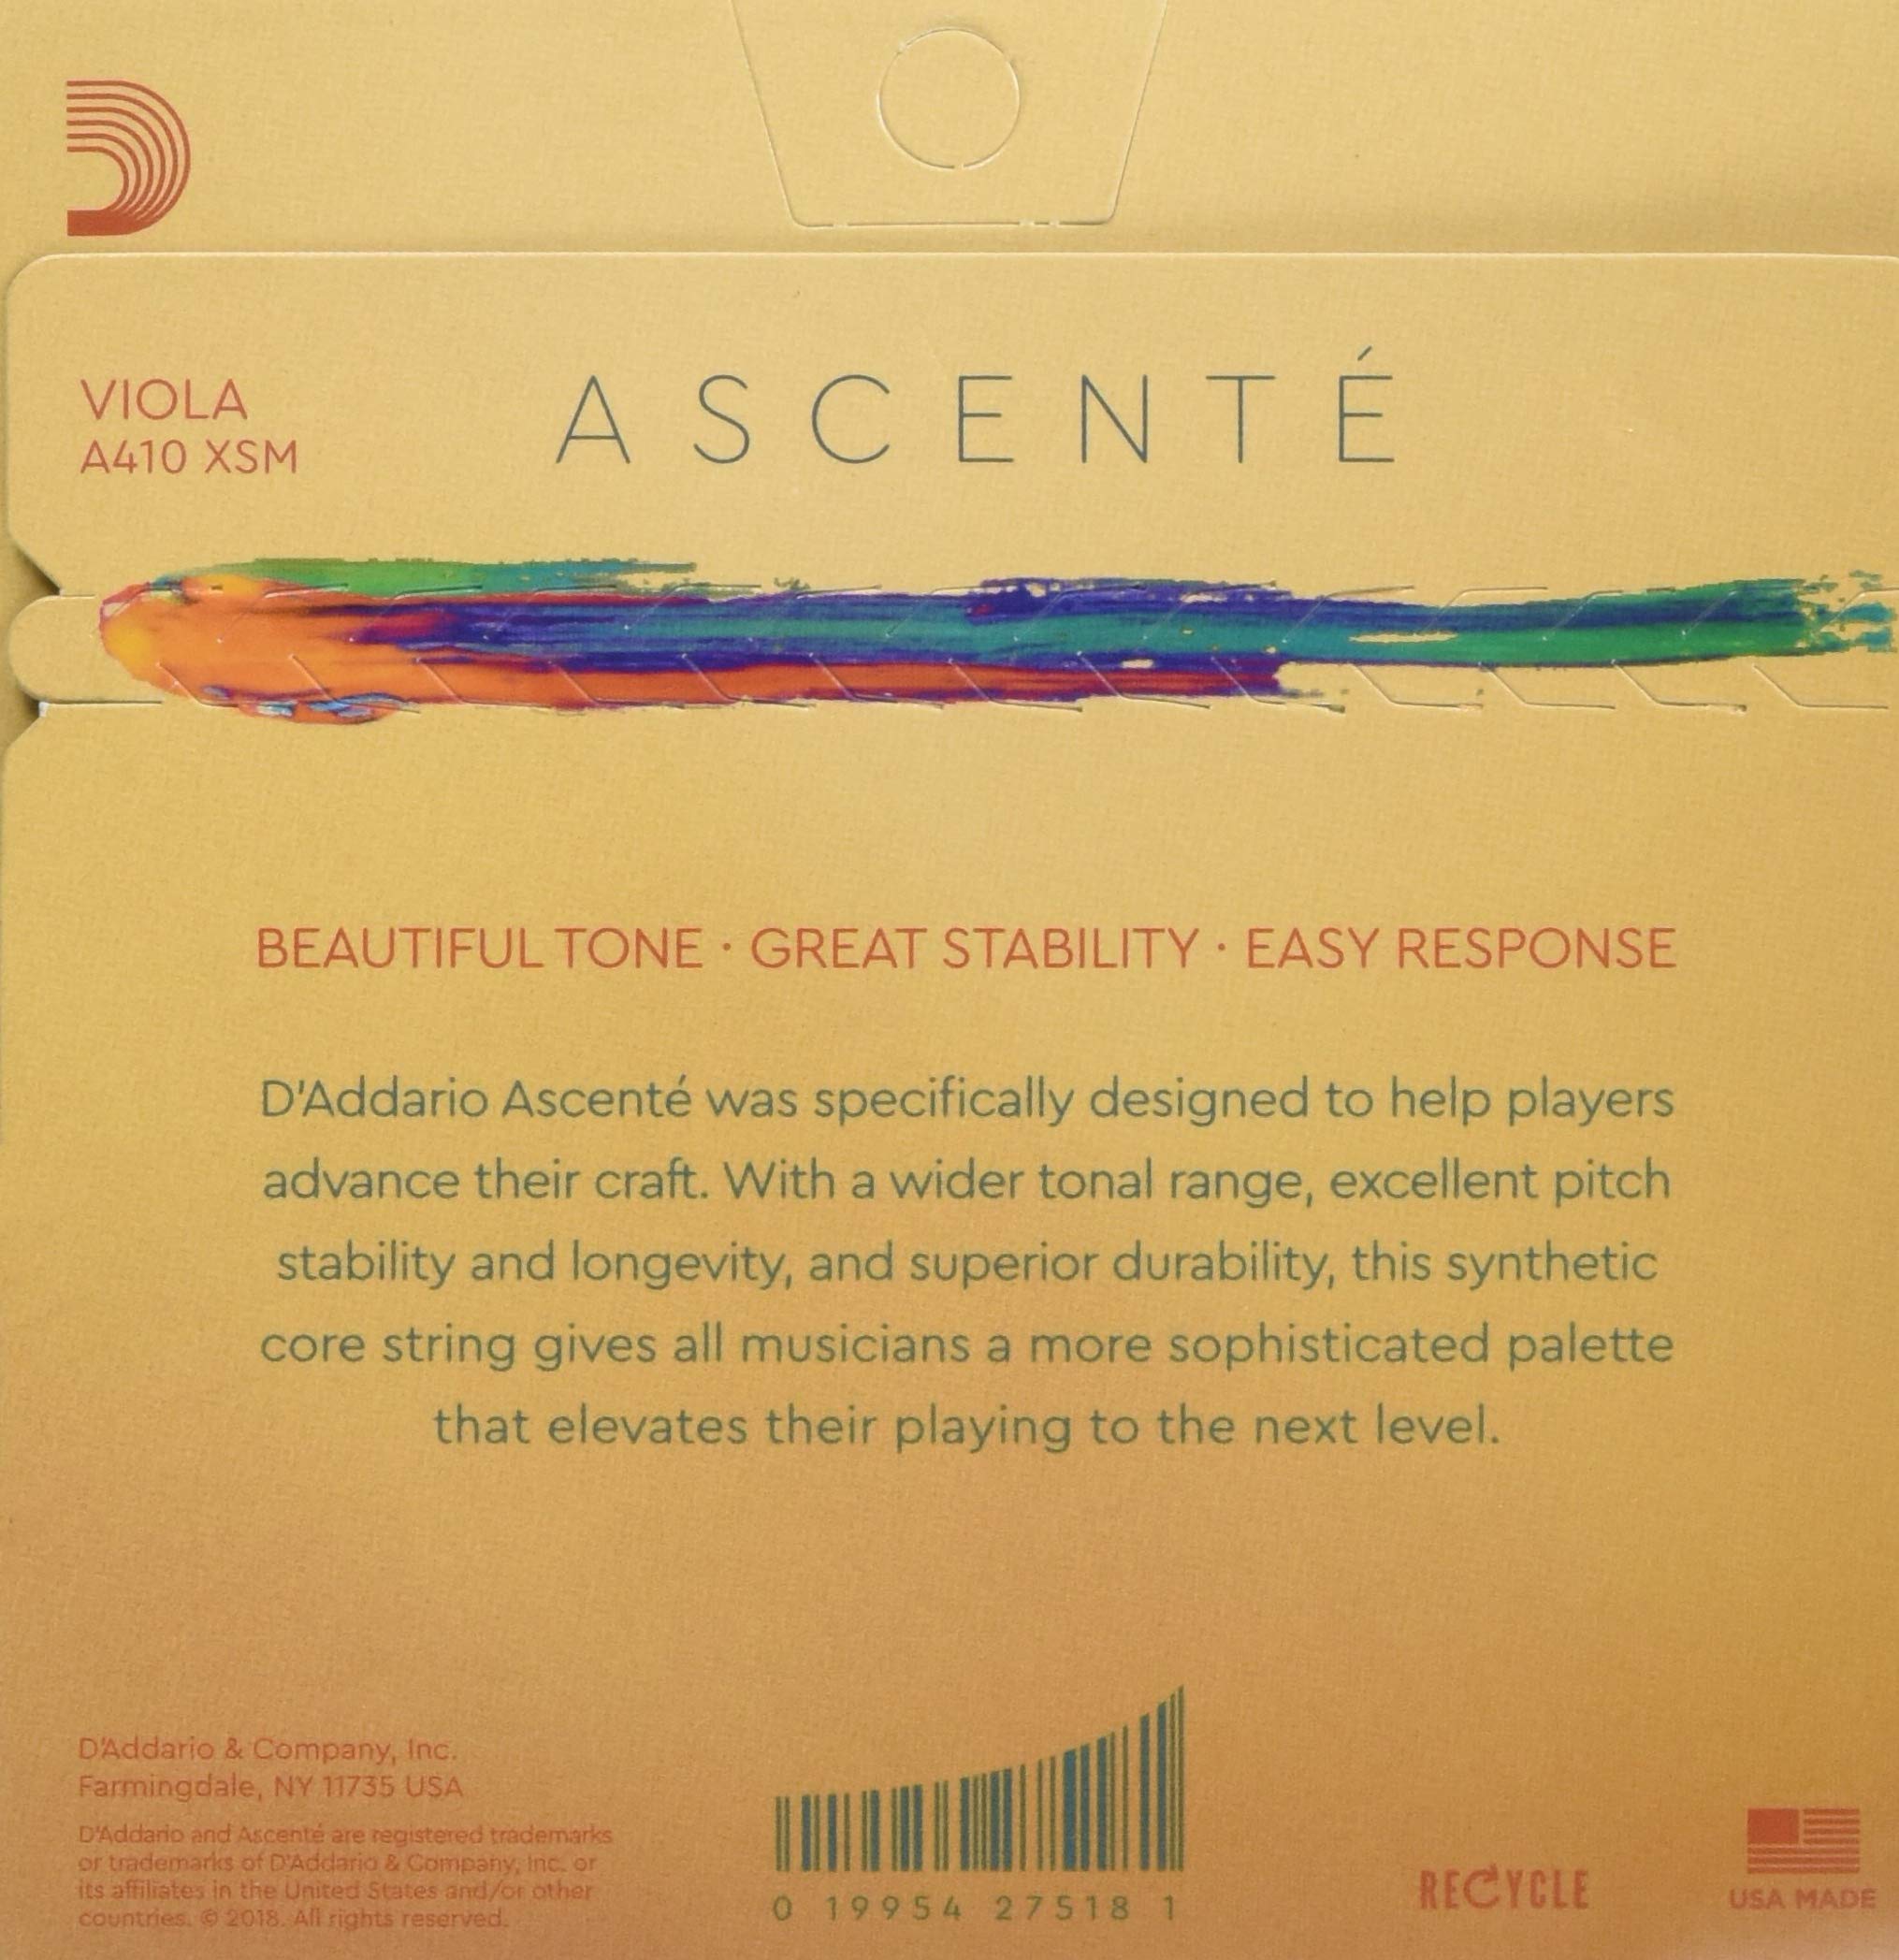 VIOLA
A410 XSM
ASCENTÉ
BEAUTIFUL TONE · GREAT STABILITY · EASY RESPONSE
D'Addario Ascenté was specifically designed to help players
advance their craft. With a wider tonal range, excellent pitch
stability and longevity, and superior durability, this synthetic
core string gives all musicians a more sophisticated palette
that elevates their playing to the next level.
D'Addario & Company, Inc.
Farmingdale, NY 11735 USA
D'Addario and Ascenté are registered trademarks
or trademarks of D'Addario & Company, Inc. or
its affiliates in the United States and/or other
countries. © 2018. All rights reserved.
0 19954 27518 1
RECYCLE
USA MADE